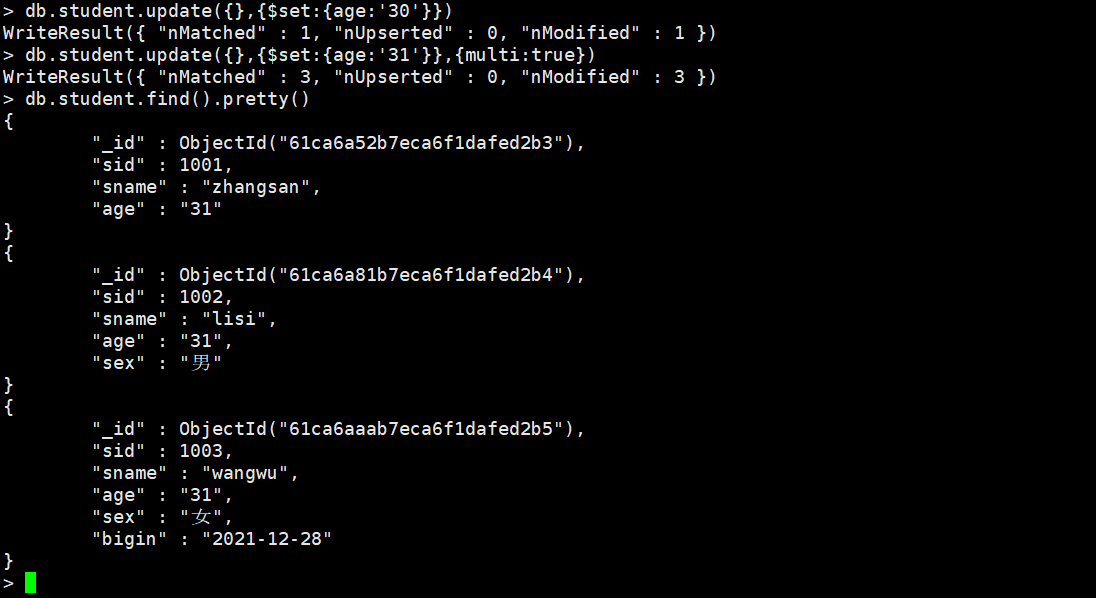 > db.student.update({},{$set:{age:'30'}})
WriteResult({ "nMatched" : 1, "nUpserted" : 0, "nModified" : 1 })
> db.student.update({},{$set:{age:'31'}},{multi:true})
WriteResult({ "nMatched" : 3, "nUpserted" : 0, "nModified" : 3 })
> db.student.find().pretty()
{
        "_id" : ObjectId("61ca6a52b7eca6f1dafed2b3"),
        "sid" : 1001,
        "sname" : "zhangsan",
        "age" : "31"
}
{
        "_id" : ObjectId("61ca6a81b7eca6f1dafed2b4"),
        "sid" : 1002,
        "sname" : "lisi",
        "age" : "31",
        "sex" : "男"
}
{
        "_id" : ObjectId("61ca6aaab7eca6f1dafed2b5"),
        "sid" : 1003,
        "sname" : "wangwu",
        "age" : "31",
        "sex" : "女",
        "bigin" : "2021-12-28"
}
>